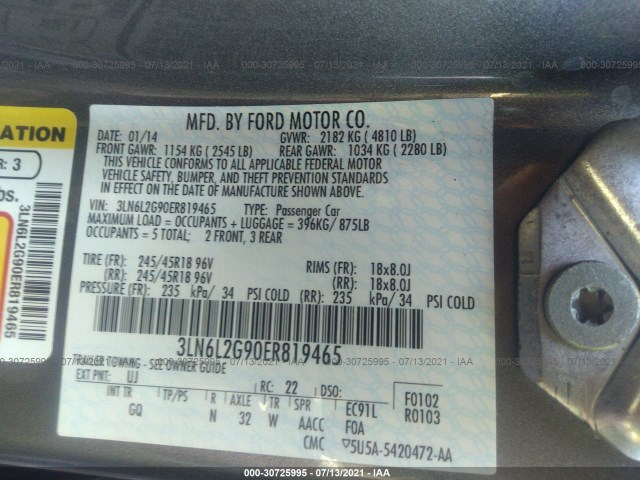 000-30725995 - 07/13/2021 - IAA
MFD. BY FORD MOTOR CO.
DATE: 01/14 GVWR: 2182 KG ( 4810 LB)
FRONT GAWR: 1154 KG ( 2545 LB) REAR GAWR: 1034 KG ( 2280 LB)
THIS VEHICLE CONFORMS TO ALL APPLICABLE FEDERAL MOTOR
VEHICLE SAFETY, BUMPER, AND THEFT PREVENTION STANDARDS
IN EFFECT ON THE DATE OF MANUFACTURE SHOWN ABOVE.
VIN: 3LN6L2G90ER819465 TYPE: Passenger Car
MAXIMUM LOAD = OCCUPANTS + LUGGAGE = 396KG/ 875LB
OCCUPANTS = 5 TOTAL; 2 FRONT, 3 REAR
TIRE (FR): 245/45R18 96V RIMS (FR): 18x8.0J
(RR): 245/45R18 96V (RR): 18x8.0J
PRESSURE (FR): 235 kPa/ 34 PSI COLD (RR): 235 kPa/ 34 PSI COLD
3LN6L2G90ER819465
TRAILER TOWING - SEE OWNER GUIDE
EXT PNT: UJ RC: 22 DSO: F0102
INT TR TP/PS R AXLE TR SPR EC91L R0103
GQ N 32 W AACC FOA
CMC ▽5U5A-5420472-AA
ATION
R: 3
bs.
3LN6L2G90ER819465
000-30725995 - 07/13/2021 - IAA